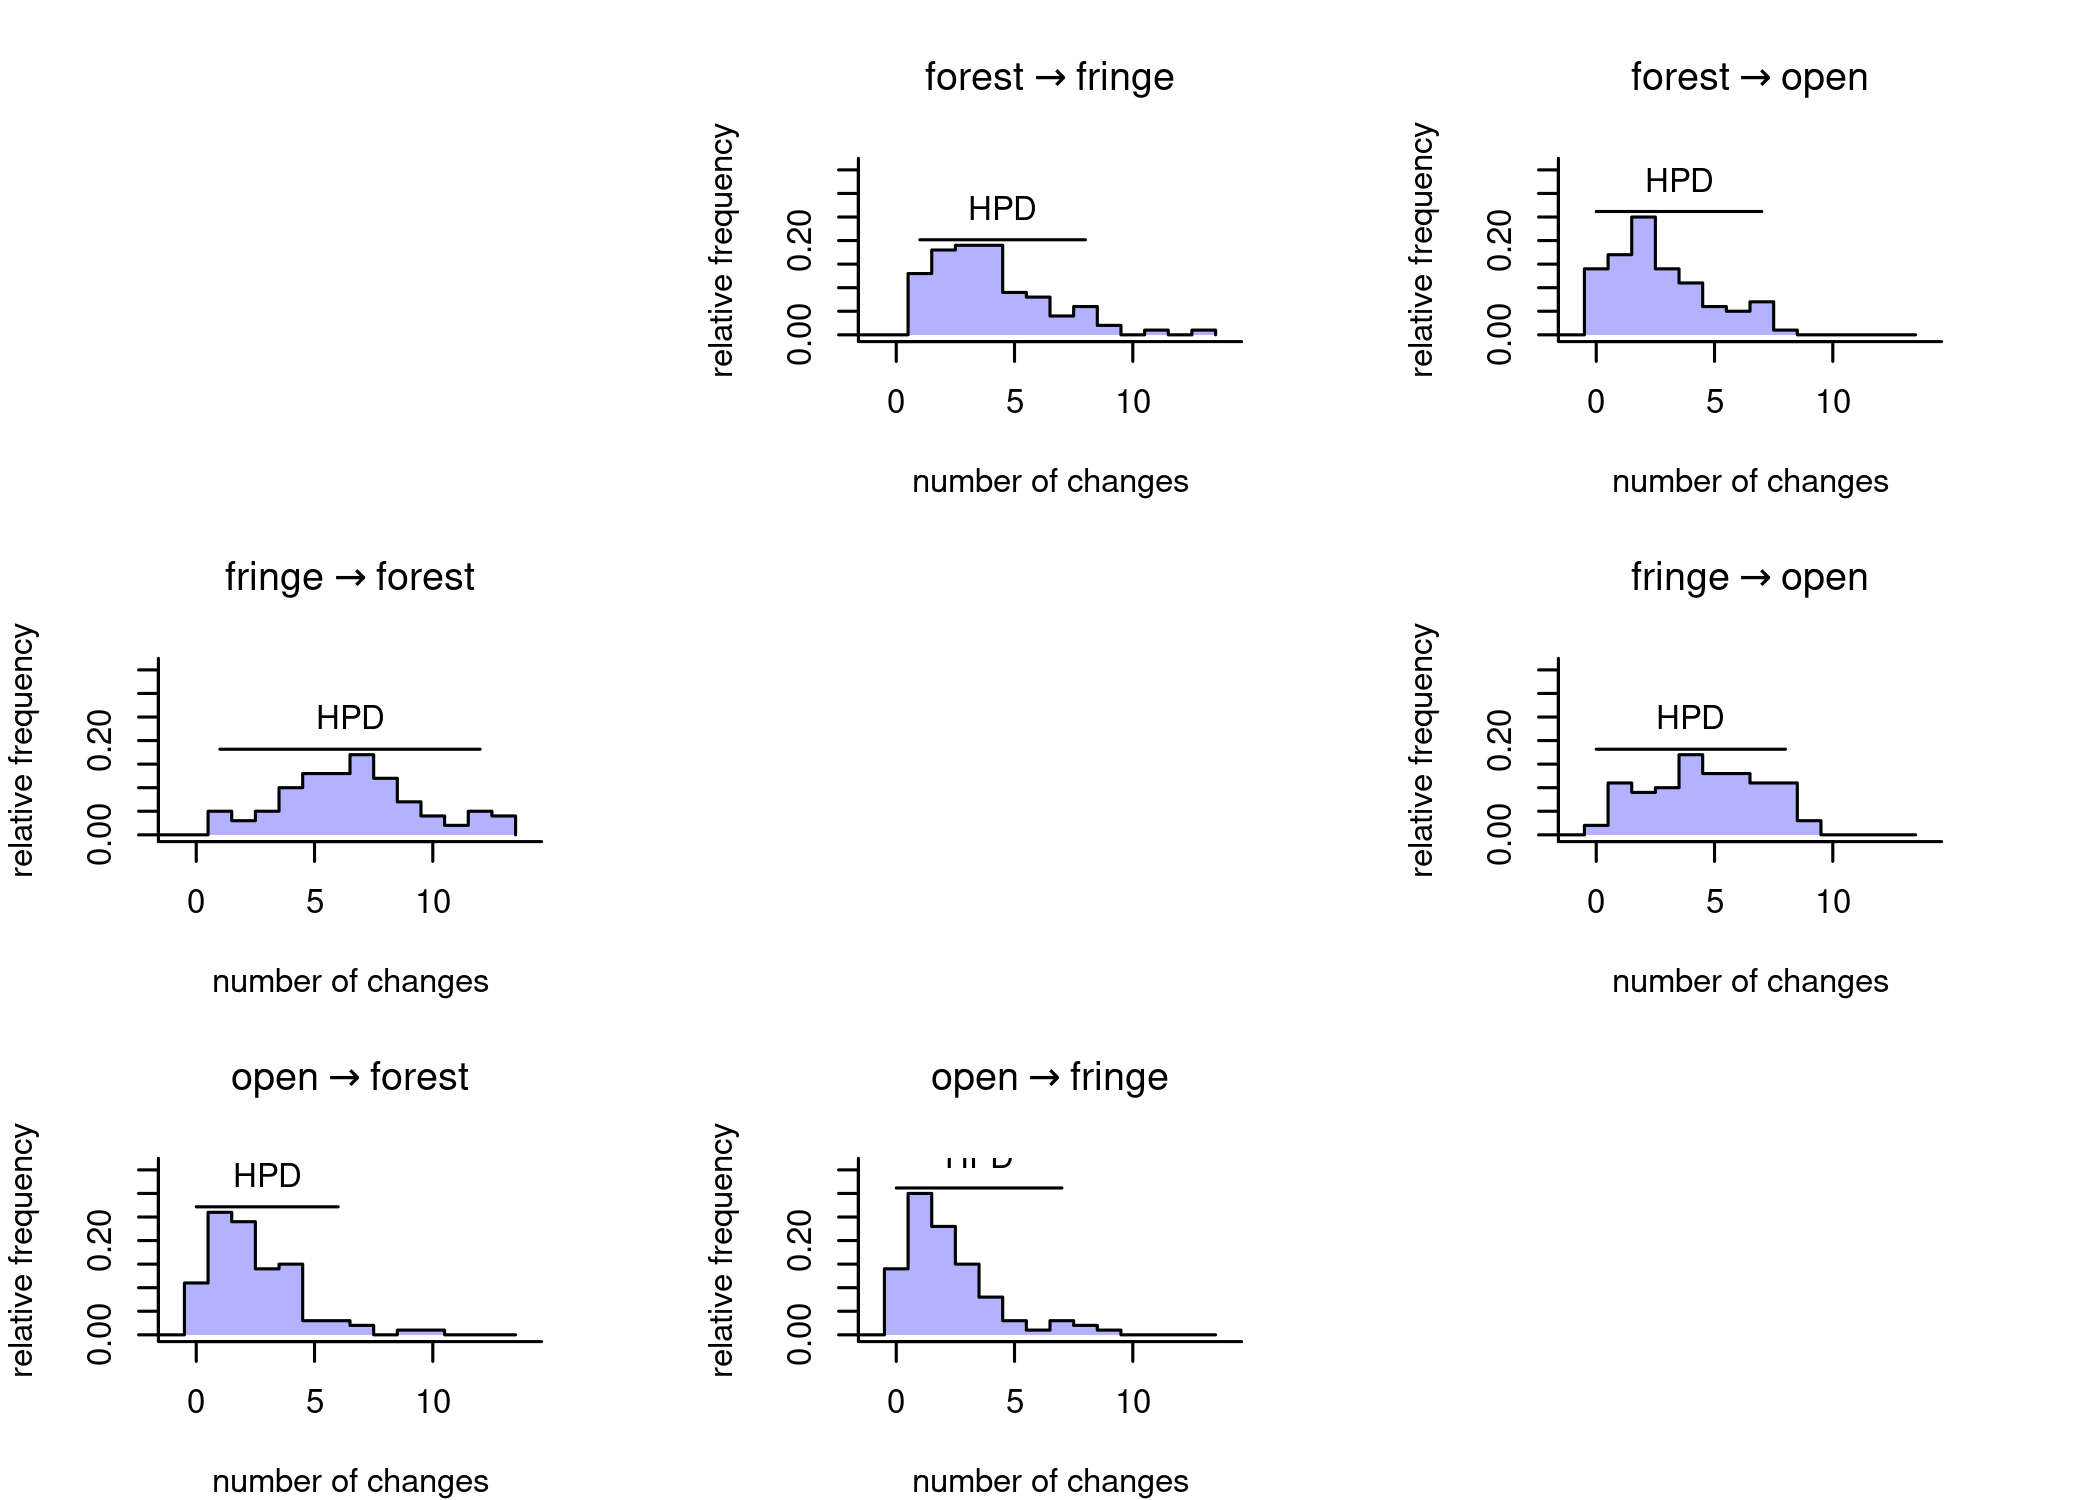 forest → fringe
relative frequency
0.20
0.00
HPD
0 5 10
number of changes
forest → open
relative frequency
0.20
0.00
HPD
0 5 10
number of changes
fringe → forest
relative frequency
0.20
0.00
HPD
0 5 10
number of changes
fringe → open
relative frequency
0.20
0.00
HPD
0 5 10
number of changes
open → forest
relative frequency
0.20
0.00
HPD
0 5 10
number of changes
open → fringe
relative frequency
0.20
0.00
HPD
0 5 10
number of changes